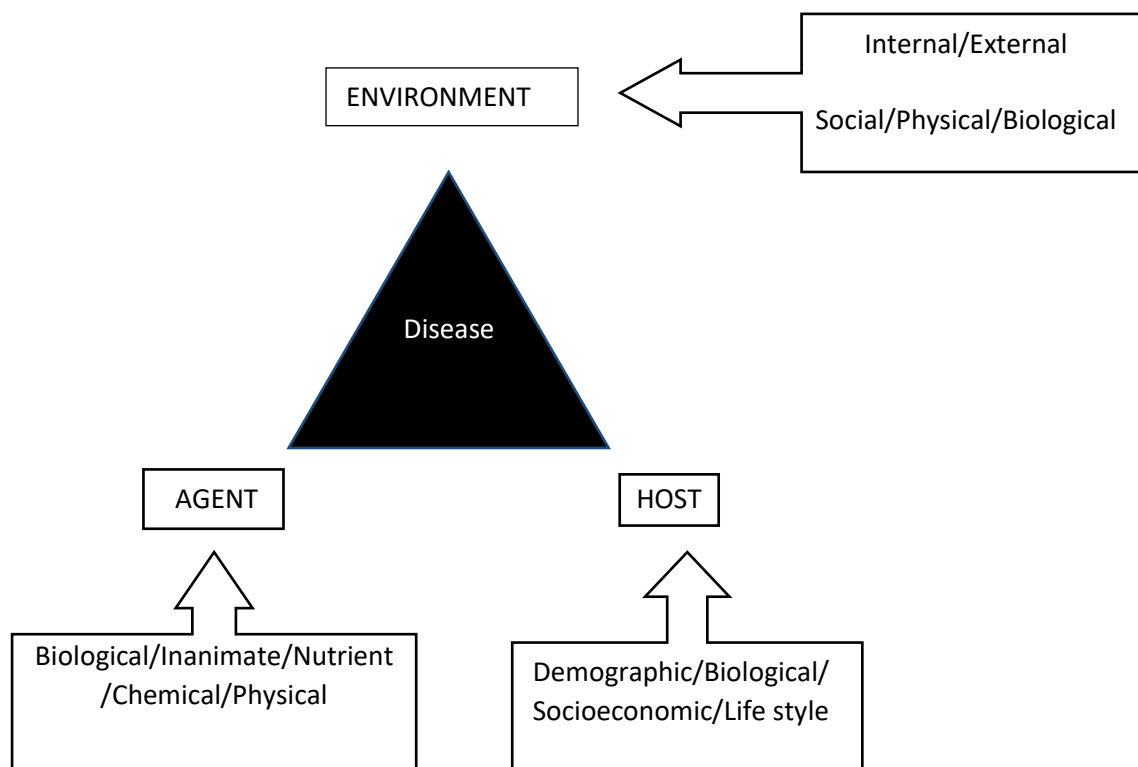 Internal/External
Social/Physical/Biological
ENVIRONMENT
Disease
AGENT
HOST
Biological/Inanimate/Nutrient
/Chemical/Physical
Demographic/Biological/
Socioeconomic/Life style